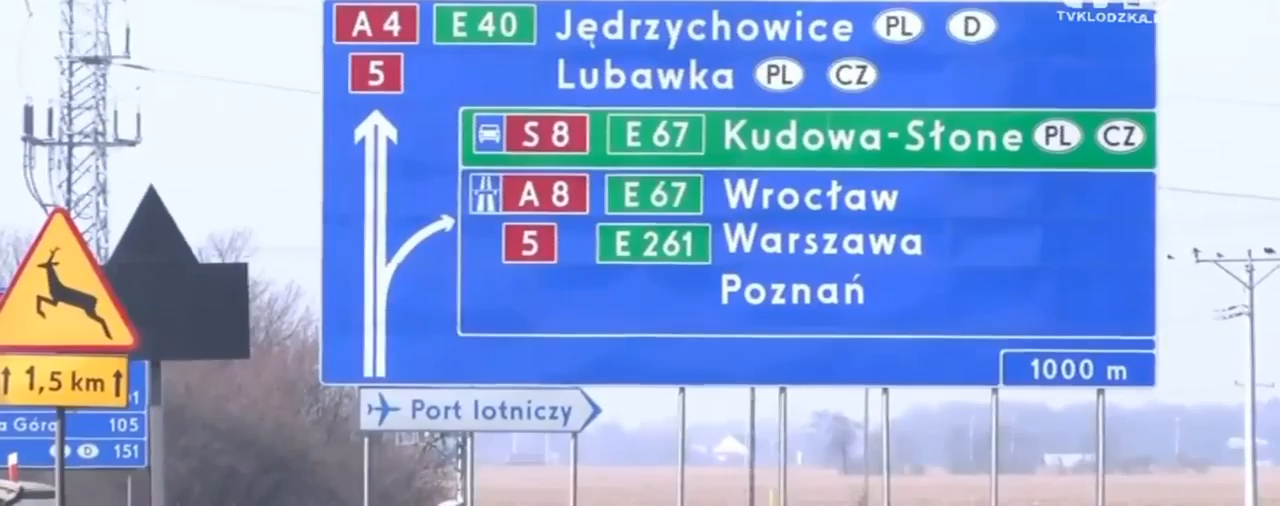 TVKLODZKA.
A 4 E 40 Jędrzychowice PL D
5 Lubawka PL CZ
S 8 E 67 Kudowa-Słone PL CZ
A 8 E 67 Wrocław
5 E 261 Warszawa
Poznań
1000 m
Port lotniczy
1,5 km
a Góra 105
D 151